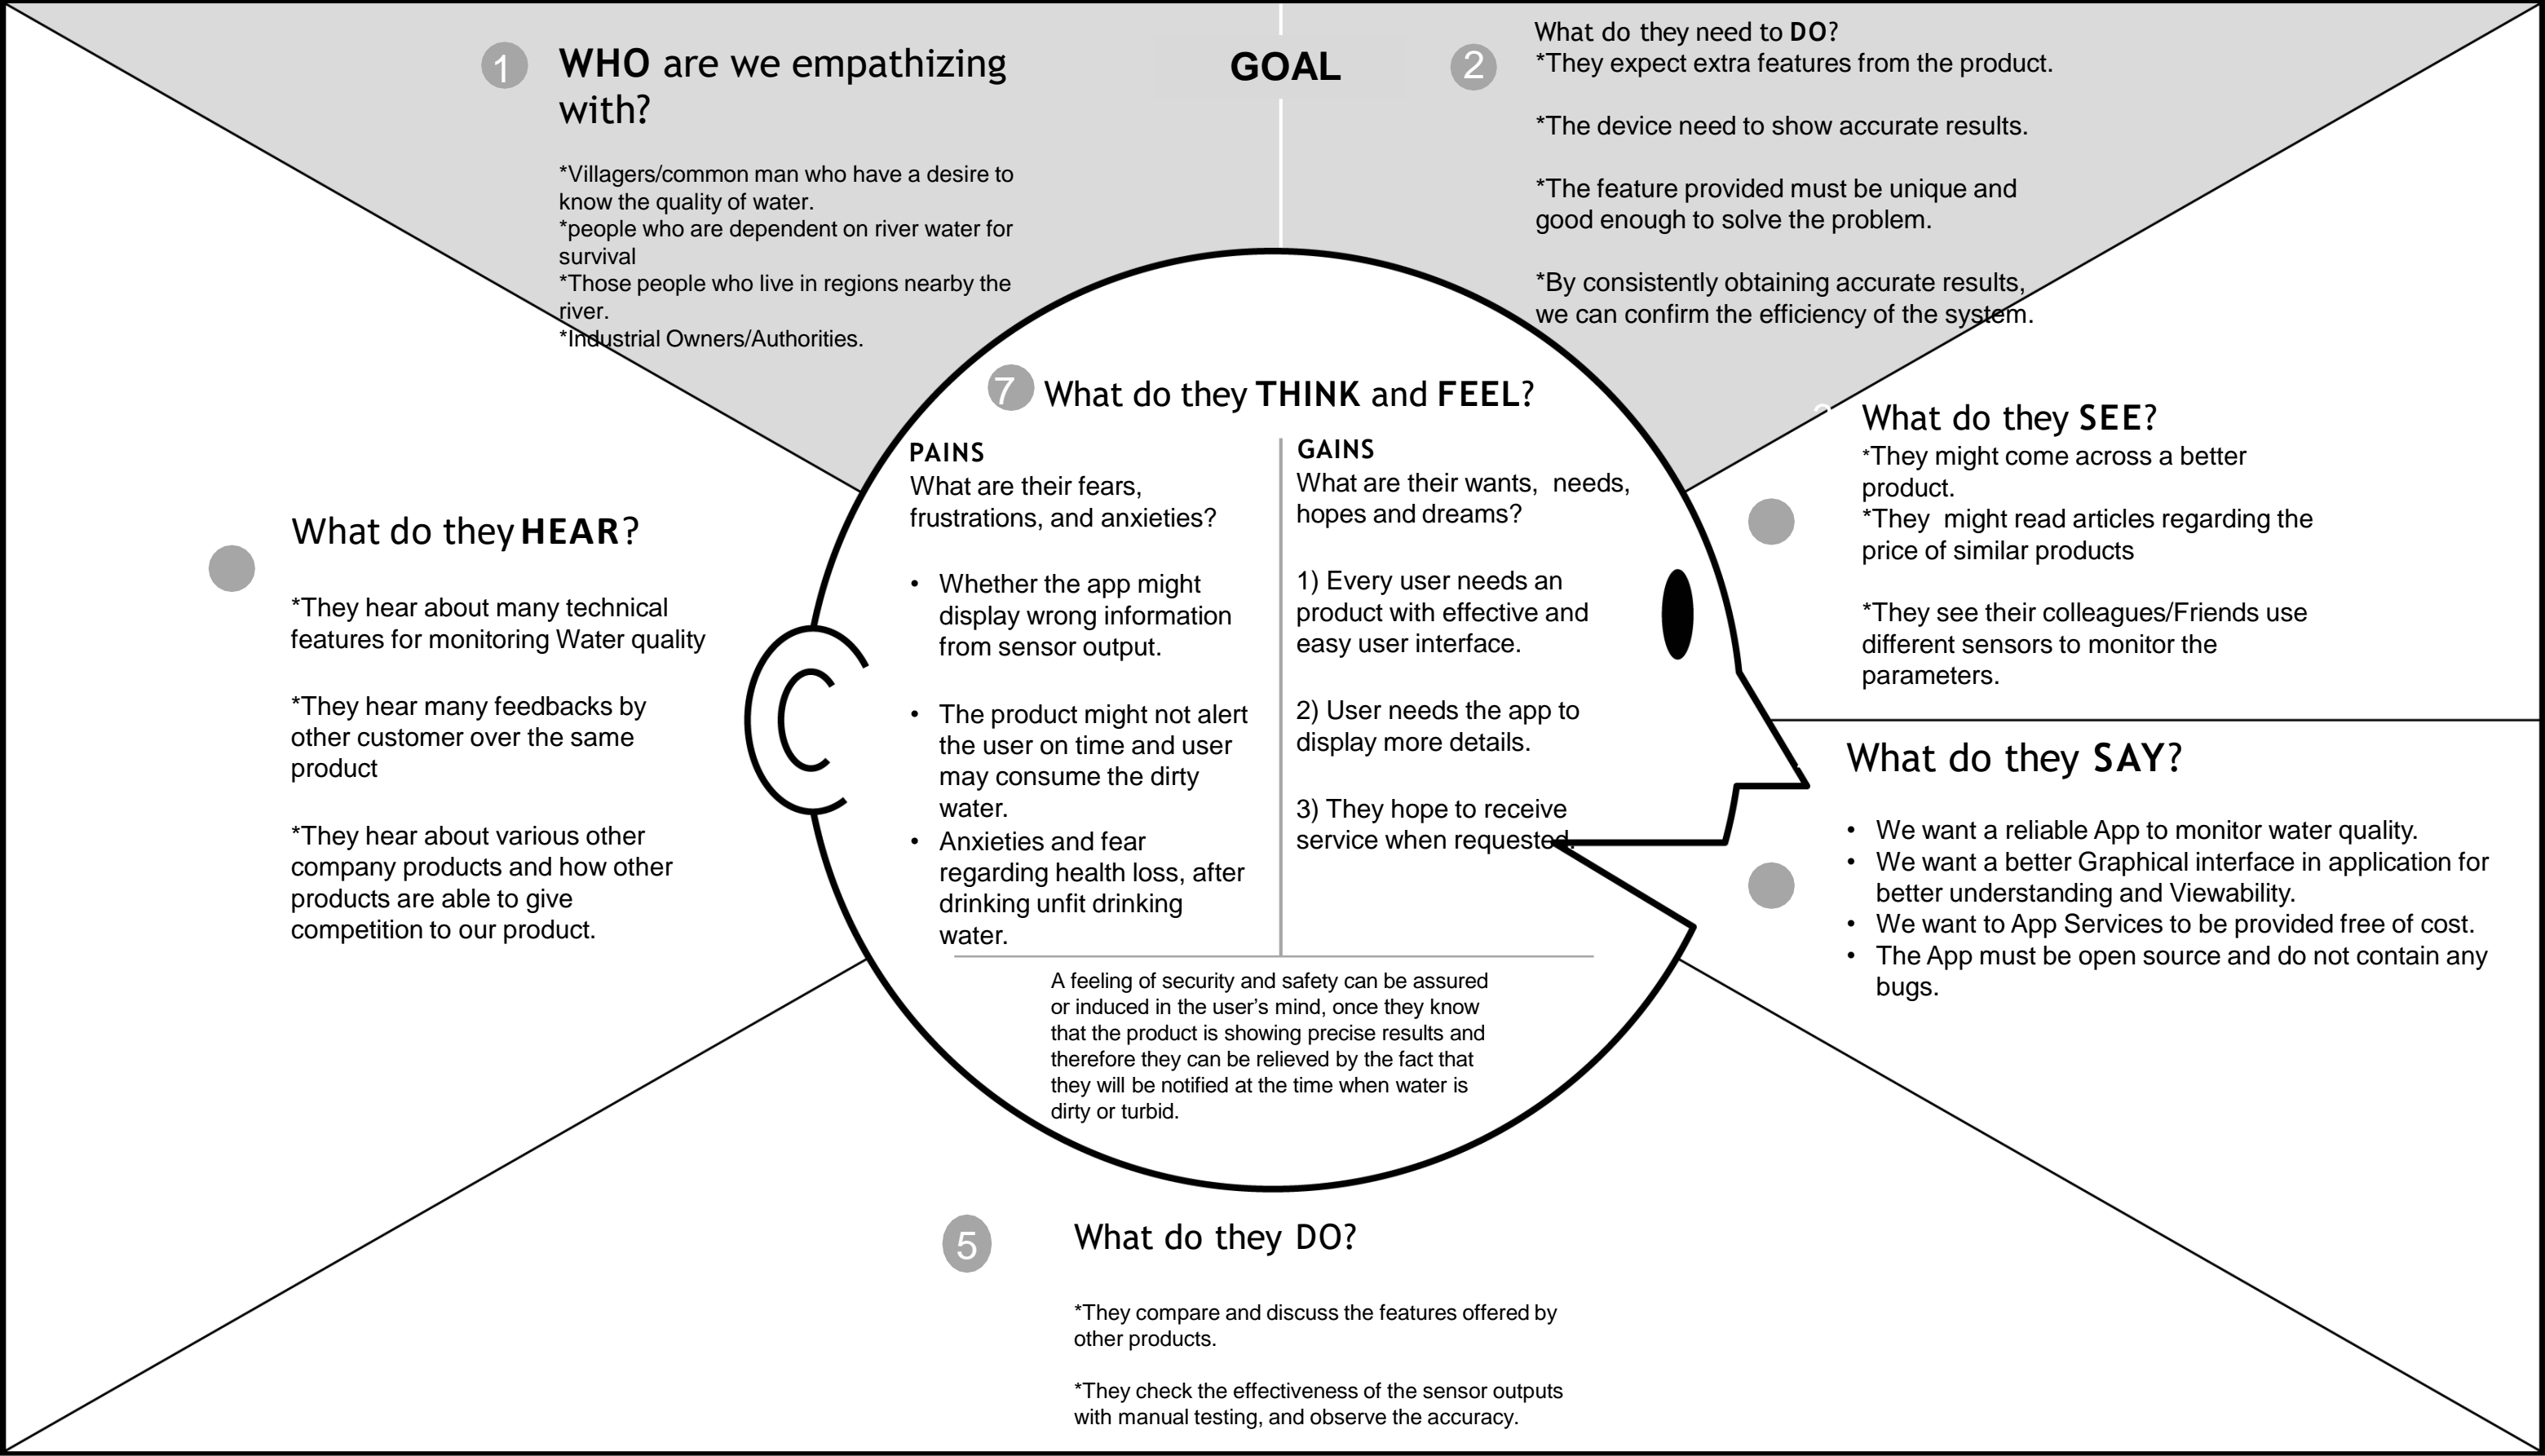 1
WHO are we empathizing
with?
*Villagers/common man who have a desire to
know the quality of water.
*people who are dependent on river water for
survival
*Those people who live in regions nearby the
river.
*Industrial Owners/Authorities.
GOAL
2
What do they need to DO?
*They expect extra features from the product.
*The device need to show accurate results.
*The feature provided must be unique and
good enough to solve the problem.
*By consistently obtaining accurate results,
we can confirm the efficiency of the system.
What do they SEE?
*They might come across a better
product.
*They might read articles regarding the
price of similar products
*They see their colleagues/Friends use
different sensors to monitor the
parameters.
What do they SAY?
• We want a reliable App to monitor water quality.
• We want a better Graphical interface in application for
better understanding and Viewability.
• We want to App Services to be provided free of cost.
• The App must be open source and do not contain any
bugs.
5
What do they DO?
*They compare and discuss the features offered by
other products.
*They check the effectiveness of the sensor outputs
with manual testing, and observe the accuracy.
What do they HEAR?
*They hear about many technical
features for monitoring Water quality
*They hear many feedbacks by
other customer over the same
product
*They hear about various other
company products and how other
products are able to give
competition to our product.
7
What do they THINK and FEEL?
PAINS
What are their fears,
frustrations, and anxieties?
• Whether the app might
display wrong information
from sensor output.
• The product might not alert
the user on time and user
may consume the dirty
water.
• Anxieties and fear
regarding health loss, after
drinking unfit drinking
water.
GAINS
What are their wants, needs,
hopes and dreams?
1) Every user needs an
product with effective and
easy user interface.
2) User needs the app to
display more details.
3) They hope to receive
service when requested.
A feeling of security and safety can be assured
or induced in the user’s mind, once they know
that the product is showing precise results and
therefore they can be relieved by the fact that
they will be notified at the time when water is
dirty or turbid.